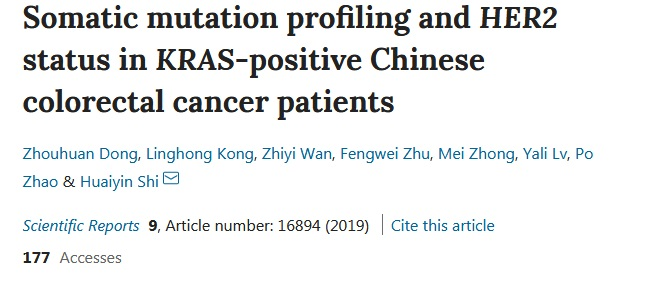 Somatic mutation profiling and HER2
status in KRAS-positive Chinese
colorectal cancer patients
Zhouhuan Dong, Linghong Kong, Zhiyi Wan, Fengwei Zhu, Mei Zhong, Yali Lv, Po
Zhao & Huaiyin Shi
Scientific Reports 9, Article number: 16894 (2019) | Cite this article
177 Accesses